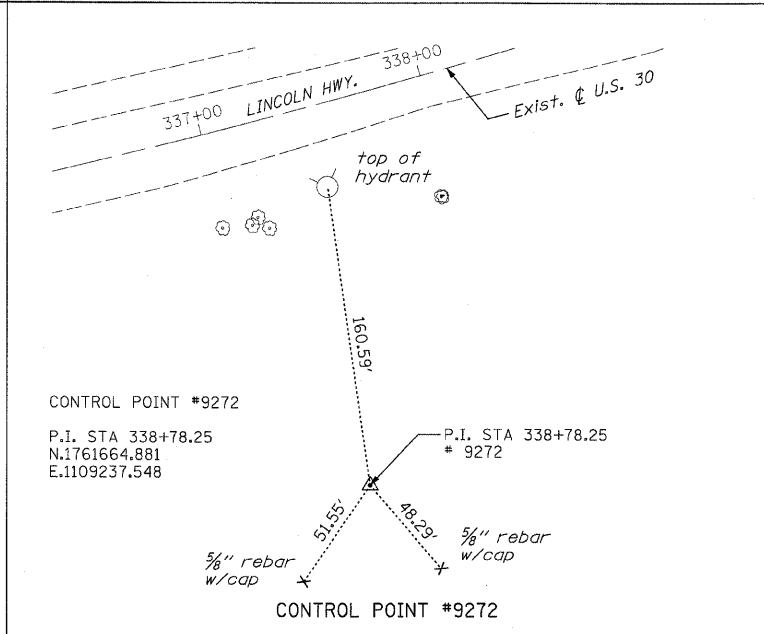 338+00
LINCOLN HWY.
337+00
Exist. ℄ U.S. 30
top of
hydrant
160.59'
CONTROL POINT #9272
P.I. STA 338+78.25
N.1761664.881
E.1109237.548
P.I. STA 338+78.25
# 9272
51.55'
48.29'
5/8" rebar
w/cap
5/8" rebar
w/cap
CONTROL POINT #9272